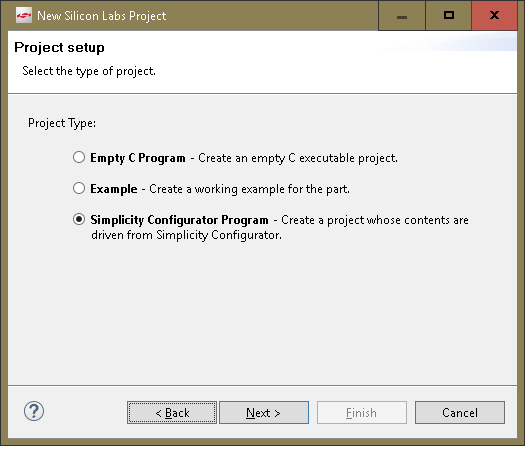 New Silicon Labs Project
Project setup
Select the type of project.
Project Type:
Empty C Program - Create an empty C executable project.
Example - Create a working example for the part.
Simplicity Configurator Program - Create a project whose contents are
driven from Simplicity Configurator.
?
< Back
Next >
Finish
Cancel